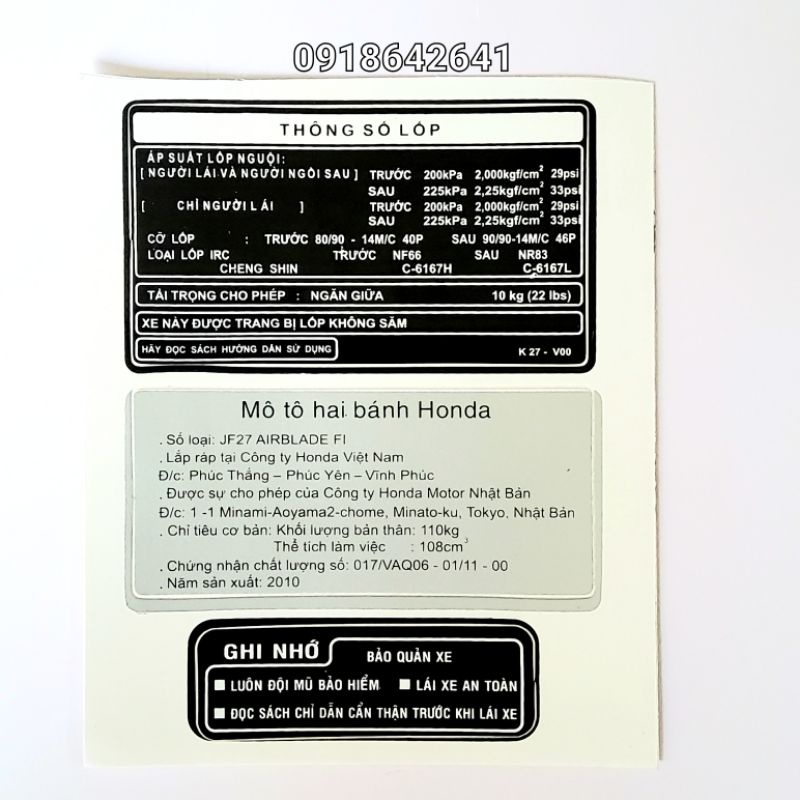 0918642641
THÔNG SỐ LỐP
ÁP SUẤT LỐP NGUỘI:
[ NGƯỜI LÁI VÀ NGƯỜI NGỒI SAU ] TRƯỚC 200kPa 2,000kgf/cm² 29psi
SAU 225kPa 2,25kgf/cm² 33psi
[ CHỈ NGƯỜI LÁI ] TRƯỚC 200kPa 2,000kgf/cm² 29psi
SAU 225kPa 2,25kgf/cm² 33psi
CỠ LỐP : TRƯỚC 80/90 - 14M/C 40P SAU 90/90-14M/C 46P
LOẠI LỐP IRC TRƯỚC NF66 SAU NR83
CHENG SHIN C-6167H C-6167L
TẢI TRỌNG CHO PHÉP : NGĂN GIỮA 10 kg (22 lbs)
XE NÀY ĐƯỢC TRANG BỊ LỐP KHÔNG SĂM
HÃY ĐỌC SÁCH HƯỚNG DẪN SỬ DỤNG K 27 - V00
Mô tô hai bánh Honda
. Số loại: JF27 AIRBLADE FI
. Lắp ráp tại Công ty Honda Việt Nam
Đ/c: Phúc Thắng – Phúc Yên – Vĩnh Phúc
. Được sự cho phép của Công ty Honda Motor Nhật Bản
Đ/c: 1 -1 Minami-Aoyama2-chome, Minato-ku, Tokyo, Nhật Bản
. Chỉ tiêu cơ bản: Khối lượng bản thân: 110kg
Thể tích làm việc : 108cm³
. Chứng nhận chất lượng số: 017/VAQ06 - 01/11 - 00
. Năm sản xuất: 2010
GHI NHỚ BẢO QUẢN XE
■ LUÔN ĐỘI MŨ BẢO HIỂM ■ LÁI XE AN TOÀN
■ ĐỌC SÁCH CHỈ DẪN CẨN THẬN TRƯỚC KHI LÁI XE